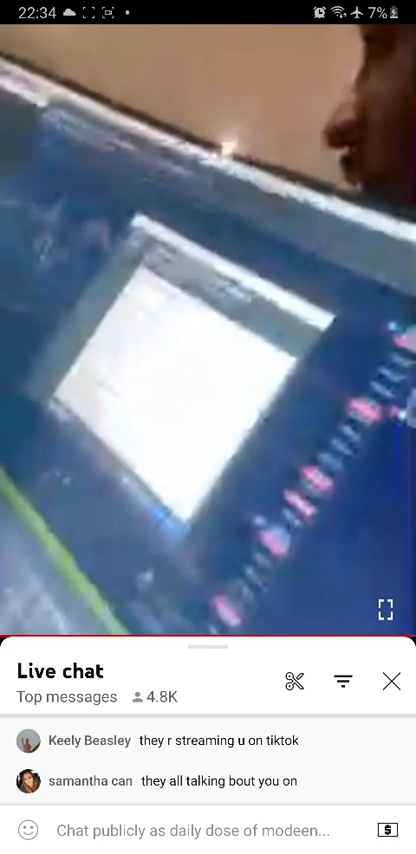 22:34
7%
Live chat
Top messages 4.8K
Keely Beasley they r streaming u on tiktok
samantha can they all talking bout you on
Chat publicly as daily dose of modeen...
$